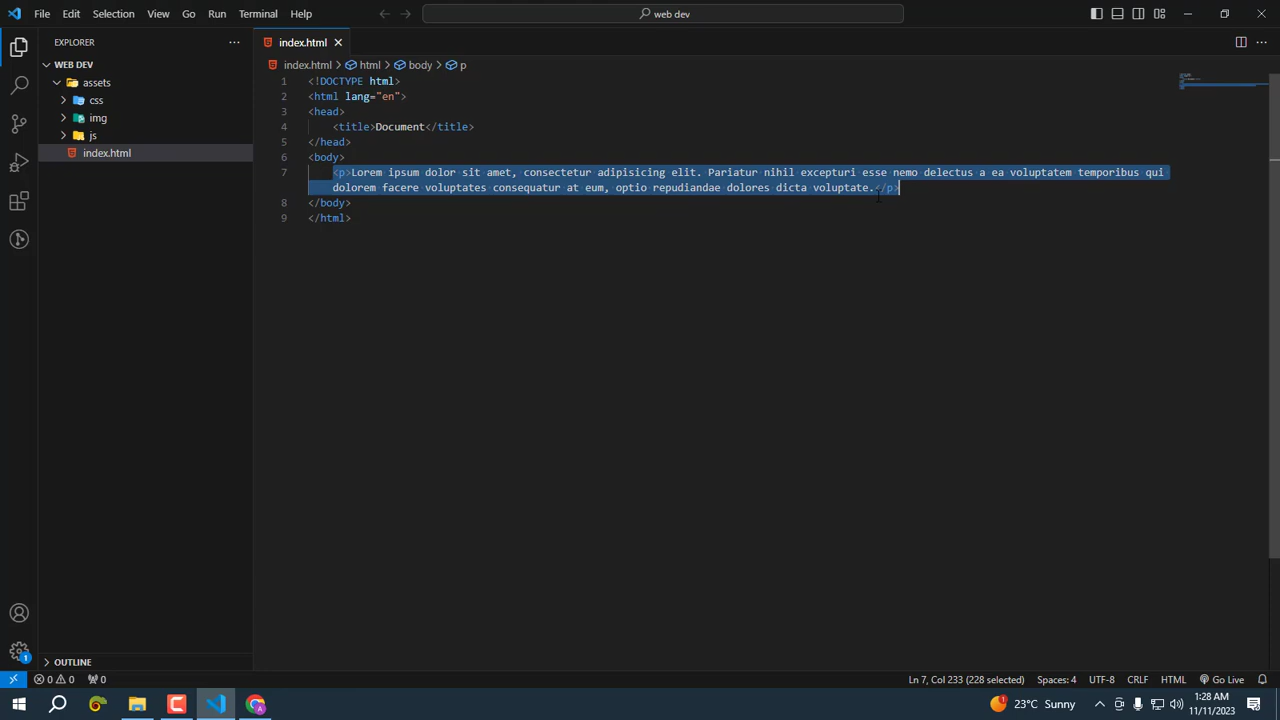 File Edit Selection View Go Run Terminal Help
web dev
EXPLORER
index.html
WEB DEV
index.html html body p
assets
css
img
js
index.html
1 <!DOCTYPE html>
2 <html lang="en">
3 <head>
4 <title>Document</title>
5 </head>
6 <body>
7 <p>Lorem ipsum dolor sit amet, consectetur adipisicing elit. Pariatur nihil excepturi esse nemo delectus a ea voluptatem temporibus qui
dolorem facere voluptates consequatur at eum, optio repudiandae dolores dicta voluptate.</p>
8 </body>
9 </html>
1
OUTLINE
0 0 0
Ln 7, Col 233 (228 selected) Spaces: 4 UTF-8 CRLF HTML Go Live
23°C Sunny
1:28 AM
11/11/2023